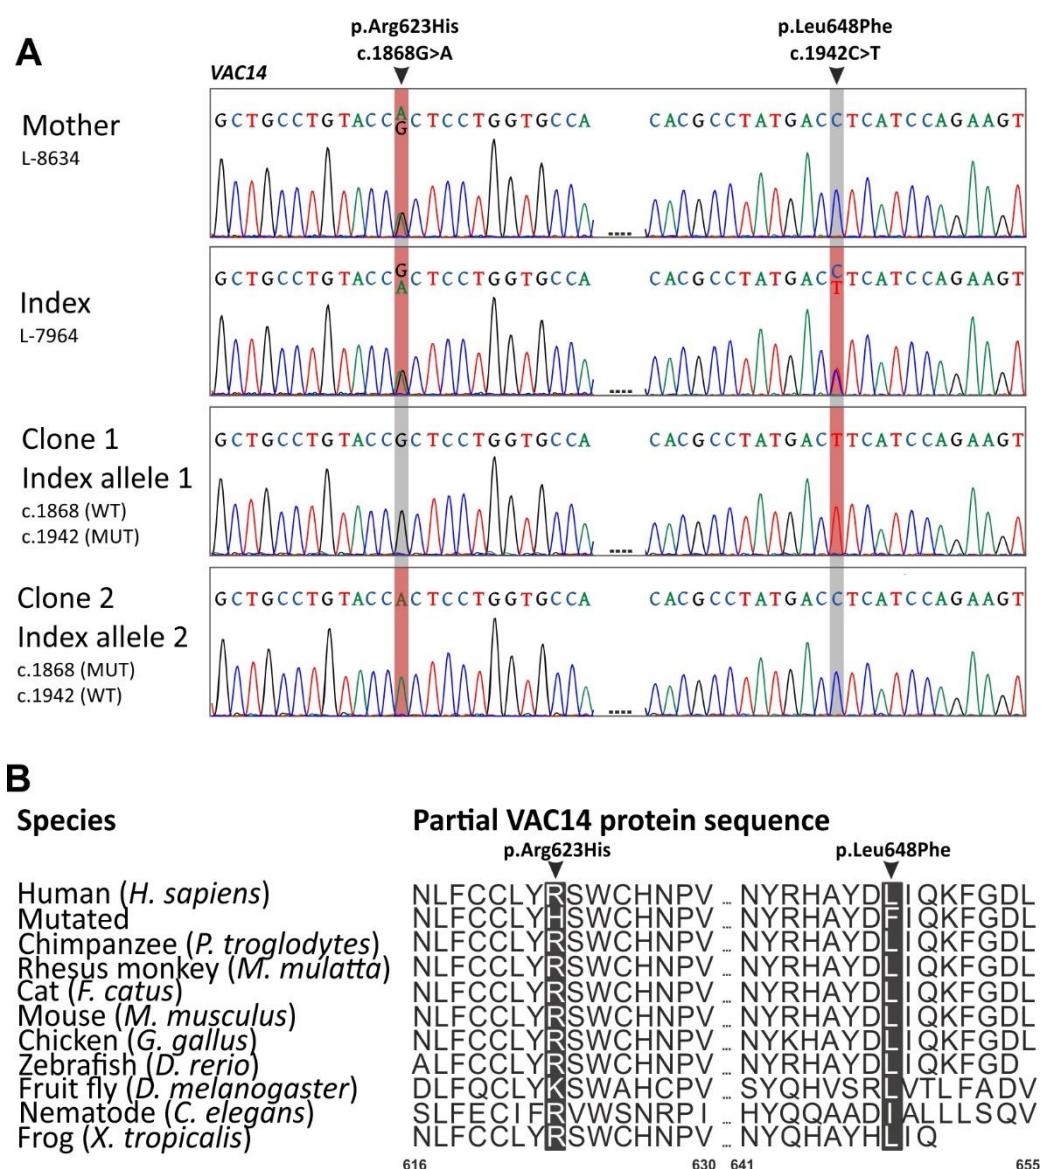 A
p.Arg623His
c.1868G>A
p.Leu648Phe
c.1942C>T
VAC14
Mother
L-8634
GCTGCCTGTACCACTCCTGGTGCCA CACGCCTATGACCTCATCCAGAAGT
G
....
Index
L-7964
GCTGCCTGTACCGCTCCTGGTGCCA CACGCCTATGACCTCATCCAGAAGT
A T
....
Clone 1
Index allele 1
c.1868 (WT)
c.1942 (MUT)
GCTGCCTGTACCGCTCCTGGTGCCA CACGCCTATGACTTCATCCAGAAGT
....
Clone 2
Index allele 2
c.1868 (MUT)
c.1942 (WT)
GCTGCCTGTACCACTCCTGGTGCCA CACGCCTATGACCTCATCCAGAAGT
....
B
Species Partial VAC14 protein sequence
p.Arg623His p.Leu648Phe
Human (H. sapiens) NLFCCLYRSWCHNPV ... NYRHAYDLIQKFGDL
Mutated NLFCCLYHSWCHNPV ... NYRHAYDFIQKFGDL
Chimpanzee (P. troglodytes) NLFCCLYRSWCHNPV ... NYRHAYDLIQKFGDL
Rhesus monkey (M. mulatta) NLFCCLYRSWCHNPV ... NYRHAYDLIQKFGDL
Cat (F. catus) NLFCCLYRSWCHNPV ... NYRHAYDLIQKFGDL
Mouse (M. musculus) NLFCCLYRSWCHNPV ... NYRHAYDLIQKFGDL
Chicken (G. gallus) NLFCCLYRSWCHNPV ... NYKHAYDLIQKFGDL
Zebrafish (D. rerio) ALFCCLYRSWCHNPV ... NYRHAYDLIQKFGD
Fruit fly (D. melanogaster) DLFQCLYKSWAHCPV ... SYQHVSRLVTLFADV
Nematode (C. elegans) SLFECIFRVWSNRPI ... HYQQAADIALLLSQV
Frog (X. tropicalis) NLFCCLYRSWCHNPV ... NYQHAYHLIQ
616 630 641 655